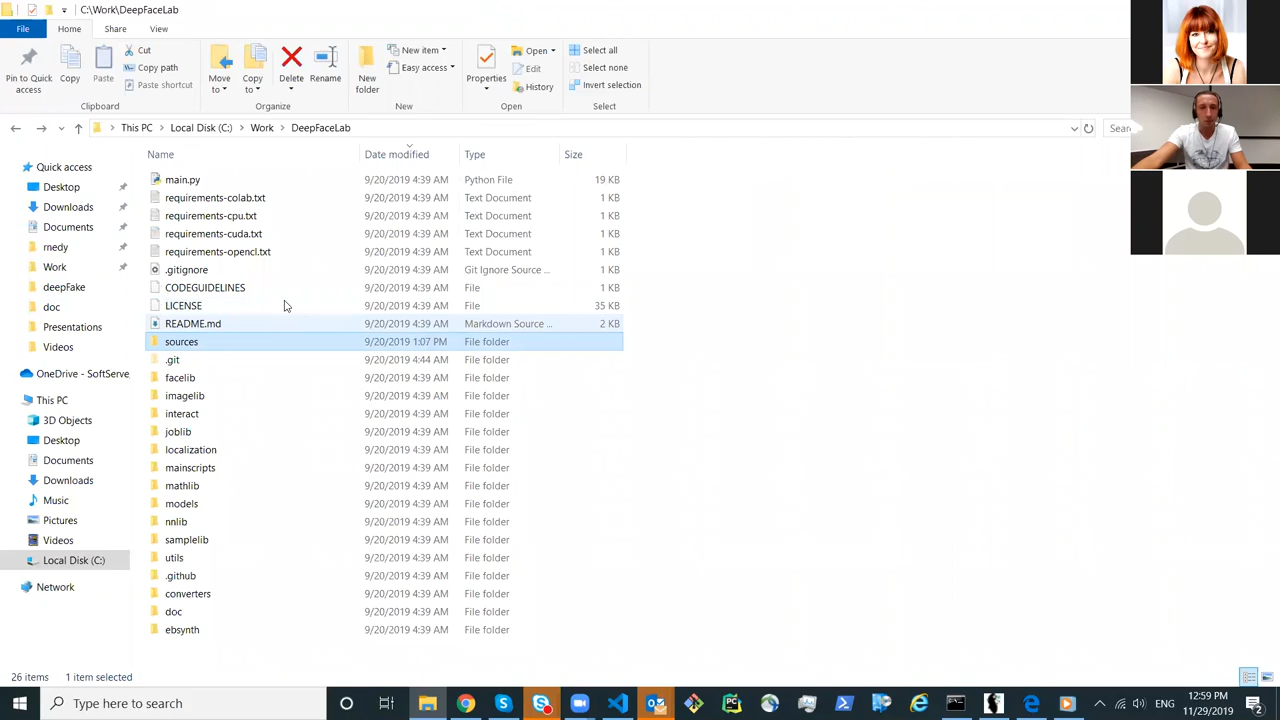 C:\Work\DeepFaceLab
File Home Share View
Pin to Quick access
Copy
Paste
Cut
Copy path
Paste shortcut
Clipboard
Move to
Copy to
Delete
Rename
Organize
New folder
New item
Easy access
New
Properties
Open
Edit
History
Open
Select all
Select none
Invert selection
Select
This PC Local Disk (C:) Work DeepFaceLab
Name Date modified Type Size
Quick access
Desktop
Downloads
Documents
rnedy
Work
deepFake
doc
Presentations
Videos
OneDrive - SoftServe,
This PC
3D Objects
Desktop
Documents
Downloads
Music
Pictures
Videos
Local Disk (C:)
Network
main.py 9/20/2019 4:39 AM Python File 19 KB
requirements-colab.txt 9/20/2019 4:39 AM Text Document 1 KB
requirements-cpu.txt 9/20/2019 4:39 AM Text Document 1 KB
requirements-cuda.txt 9/20/2019 4:39 AM Text Document 1 KB
requirements-opencl.txt 9/20/2019 4:39 AM Text Document 1 KB
.gitignore 9/20/2019 4:39 AM Git Ignore Source ... 1 KB
CODEGUIDELINES 9/20/2019 4:39 AM File 1 KB
LICENSE 9/20/2019 4:39 AM File 35 KB
README.md 9/20/2019 4:39 AM Markdown Source ... 2 KB
sources 9/20/2019 1:07 PM File folder
.git 9/20/2019 4:44 AM File folder
facelib 9/20/2019 4:39 AM File folder
imagelib 9/20/2019 4:39 AM File folder
interact 9/20/2019 4:39 AM File folder
joblib 9/20/2019 4:39 AM File folder
localization 9/20/2019 4:39 AM File folder
mainscripts 9/20/2019 4:39 AM File folder
mathlib 9/20/2019 4:39 AM File folder
models 9/20/2019 4:39 AM File folder
nnlib 9/20/2019 4:39 AM File folder
samplelib 9/20/2019 4:39 AM File folder
utils 9/20/2019 4:39 AM File folder
.github 9/20/2019 4:39 AM File folder
converters 9/20/2019 4:39 AM File folder
doc 9/20/2019 4:39 AM File folder
ebsynth 9/20/2019 4:39 AM File folder
26 items 1 item selected
Type here to search
ENG
12:59 PM
11/29/2019
2